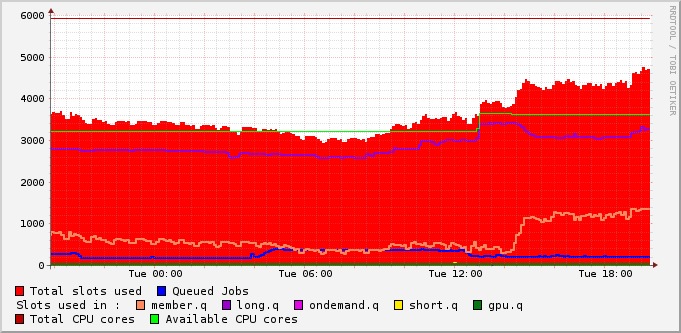 RRDTOOL / TOBI OETIKER
6000
5000
4000
3000
2000
1000
0
Tue 00:00 Tue 06:00 Tue 12:00 Tue 18:00
Total slots used Queued Jobs
Slots used in : member.q long.q ondemand.q short.q gpu.q
Total CPU cores Available CPU cores